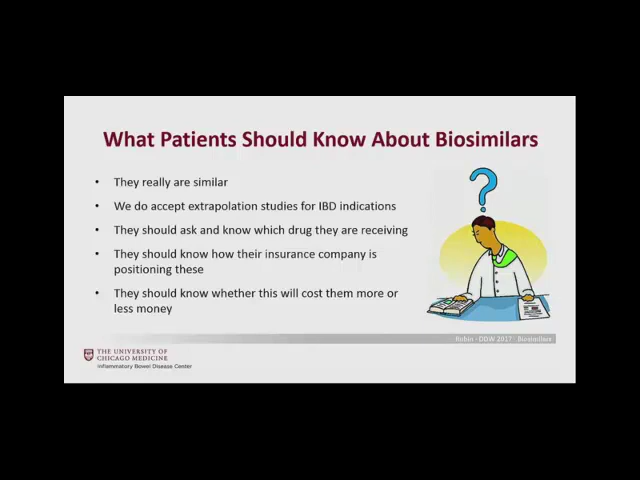 What Patients Should Know About Biosimilars
• They really are similar
• We do accept extrapolation studies for IBD indications
• They should ask and know which drug they are receiving
• They should know how their insurance company is
positioning these
• They should know whether this will cost them more or
less money
?
Rubin - DDW 2017 - Biosimilars
THE UNIVERSITY OF
CHICAGO MEDICINE
Inflammatory Bowel Disease Center